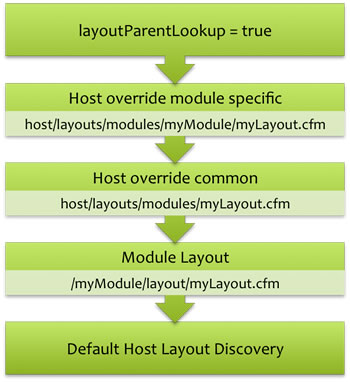 layoutParentLookup = true
Host override module specific
host/layouts/modules/myModule/myLayout.cfm
Host override common
host/layouts/modules/myLayout.cfm
Module Layout
/myModule/layout/myLayout.cfm
Default Host Layout Discovery